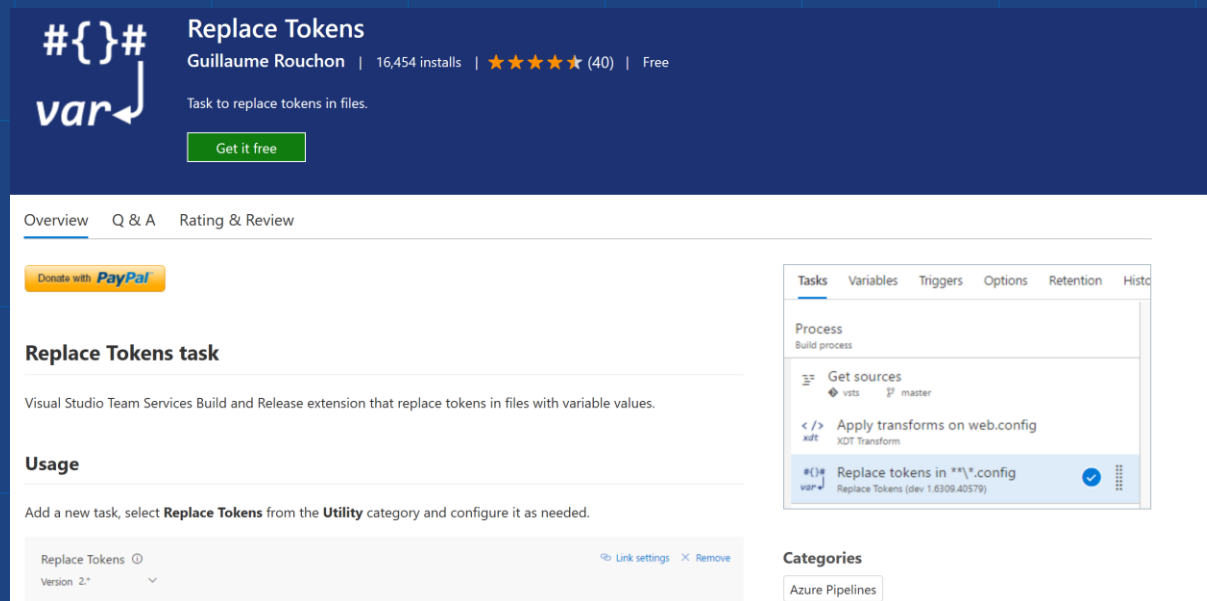 #{}#
var
Replace Tokens
Guillaume Rouchon | 16,454 installs | (40) | Free
Task to replace tokens in files.
Get it free
Overview Q & A Rating & Review
Donate with PayPal
Replace Tokens task
Visual Studio Team Services Build and Release extension that replace tokens in files with variable values.
Usage
Add a new task, select Replace Tokens from the Utility category and configure it as needed.
Replace Tokens
Link settings Remove
Version 2.*
Tasks Variables Triggers Options Retention Histo
Process
Build process
Get sources
vsts master
</> Apply transforms on web.config
xdt XDT Transform
#{}# Replace tokens in **\*.config
var Replace Tokens (dev 1.6309.40579)
Categories
Azure Pipelines